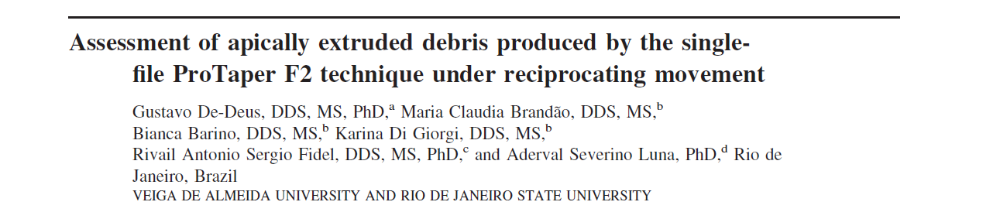 Assessment of apically extruded debris produced by the single-
file ProTaper F2 technique under reciprocating movement
Gustavo De-Deus, DDS, MS, PhD,a Maria Claudia Brandão, DDS, MS,b
Bianca Barino, DDS, MS,b Karina Di Giorgi, DDS, MS,b
Rivail Antonio Sergio Fidel, DDS, MS, PhD,c and Aderval Severino Luna, PhD,d Rio de
Janeiro, Brazil
VEIGA DE ALMEIDA UNIVERSITY AND RIO DE JANEIRO STATE UNIVERSITY